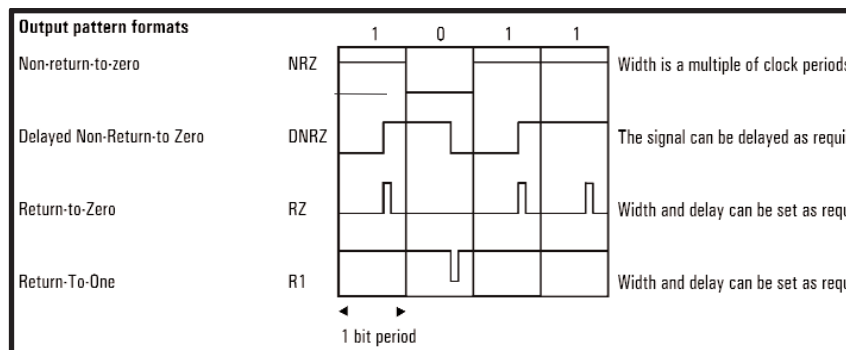 Output pattern formats
1 0 1 1
Non-return-to-zero NRZ Width is a multiple of clock periods
Delayed Non-Return-to Zero DNRZ The signal can be delayed as requi
Return-to-Zero RZ Width and delay can be set as requ
Return-To-One R1 Width and delay can be set as requ
1 bit period